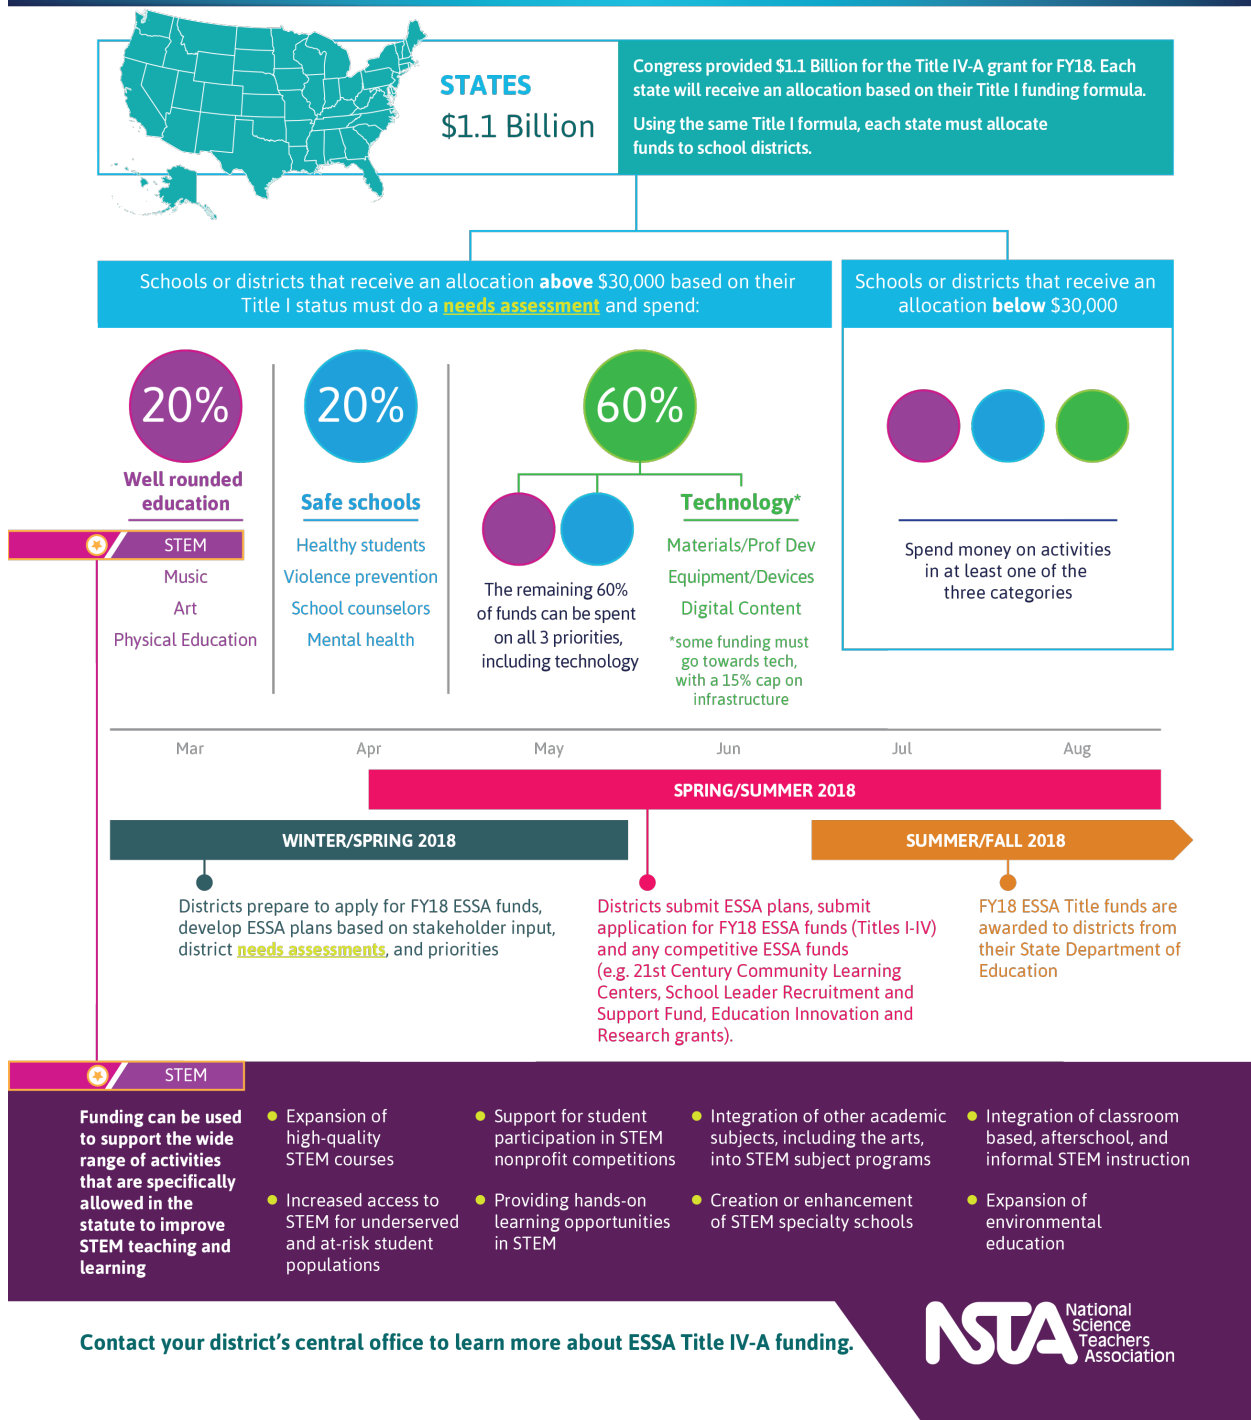 STATES
$1.1 Billion
Congress provided $1.1 Billion for the Title IV-A grant for FY18. Each
state will receive an allocation based on their Title I funding formula.
Using the same Title I formula, each state must allocate
funds to school districts.
Schools or districts that receive an allocation above $30,000 based on their
Title I status must do a needs assessment and spend:
Schools or districts that receive an
allocation below $30,000
20%
Well rounded
education
STEM
Music
Art
Physical Education
20%
Safe schools
Healthy students
Violence prevention
School counselors
Mental health
60%
The remaining 60%
of funds can be spent
on all 3 priorities,
including technology
Technology*
Materials/Prof Dev
Equipment/Devices
Digital Content
*some funding must
go towards tech,
with a 15% cap on
infrastructure
Spend money on activities
in at least one of the
three categories
Mar
Apr
May
Jun
Jul
Aug
SPRING/SUMMER 2018
WINTER/SPRING 2018
SUMMER/FALL 2018
Districts prepare to apply for FY18 ESSA funds,
develop ESSA plans based on stakeholder input,
district needs assessments, and priorities
Districts submit ESSA plans, submit
application for FY18 ESSA funds (Titles I-IV)
and any competitive ESSA funds
(e.g. 21st Century Community Learning
Centers, School Leader Recruitment and
Support Fund, Education Innovation and
Research grants).
FY18 ESSA Title funds are
awarded to districts from
their State Department of
Education
STEM
Funding can be used
to support the wide
range of activities
that are specifically
allowed in the
statute to improve
STEM teaching and
learning
Expansion of
high-quality
STEM courses
Increased access to
STEM for underserved
and at-risk student
populations
Support for student
participation in STEM
nonprofit competitions
Providing hands-on
learning opportunities
in STEM
Integration of other academic
subjects, including the arts,
into STEM subject programs
Creation or enhancement
of STEM specialty schools
Integration of classroom
based, afterschool, and
informal STEM instruction
Expansion of
environmental
education
Contact your district's central office to learn more about ESSA Title IV-A funding.
NSTA
National
Science
Teachers
Association